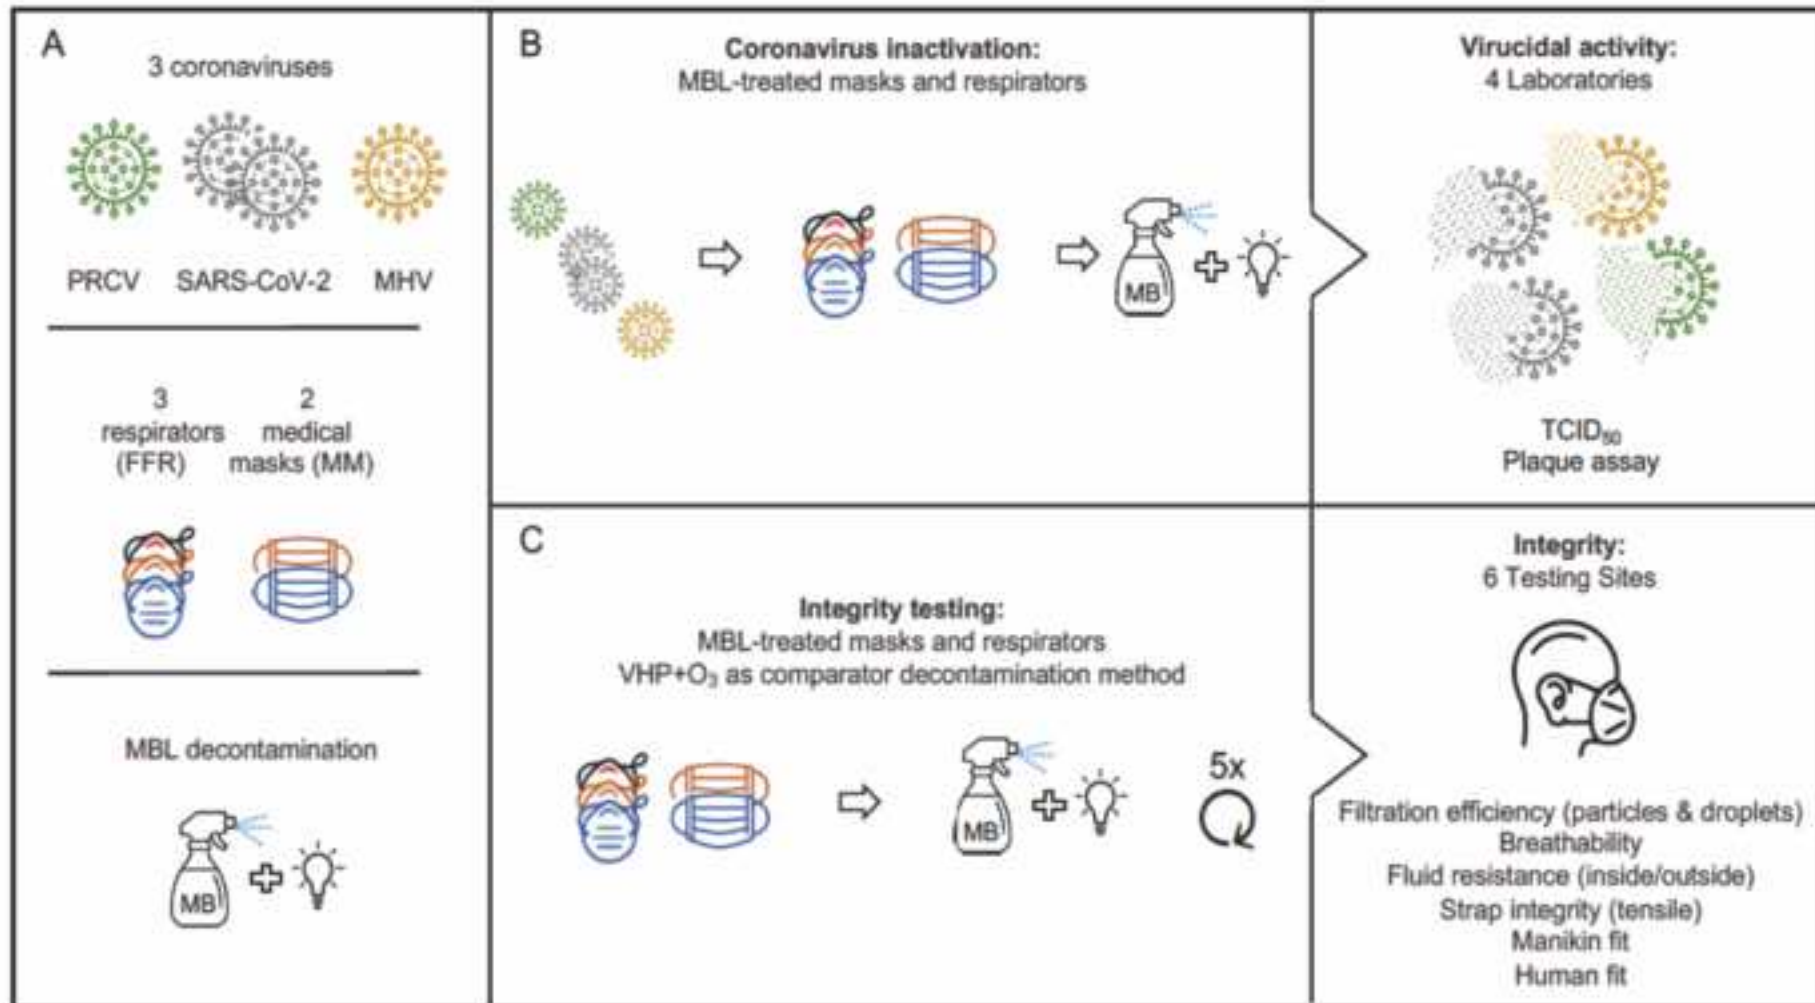 A
3 coronaviruses
PRCV SARS-CoV-2 MHV
3 2
respirators medical
(FFR) masks (MM)
MBL decontamination
MB
B
Coronavirus inactivation:
MBL-treated masks and respirators
MB
Virucidal activity:
4 Laboratories
TCID₅₀
Plaque assay
C
Integrity testing:
MBL-treated masks and respirators
VHP+O₃ as comparator decontamination method
MB
5x
Integrity:
6 Testing Sites
Filtration efficiency (particles & droplets)
Breathability
Fluid resistance (inside/outside)
Strap integrity (tensile)
Manikin fit
Human fit